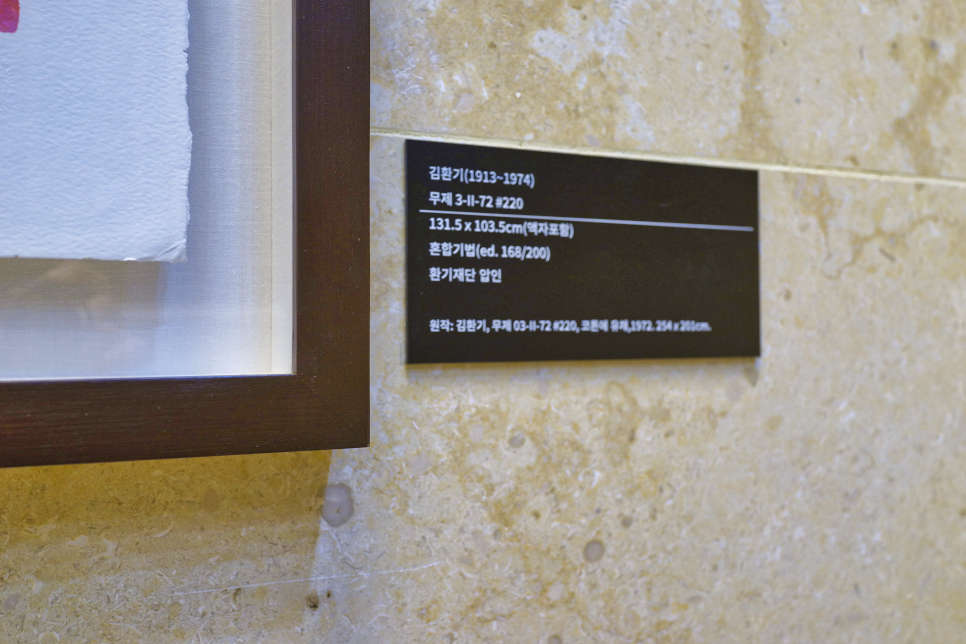 김환기(1913~1974)
무제 3-II-72 #220
131.5 x 103.5cm(액자포함)
혼합기법(ed. 168/200)
환기재단 압인
원작: 김환기, 무제 03-II-72 #220, 코튼에 유채,1972. 254 x 201cm.